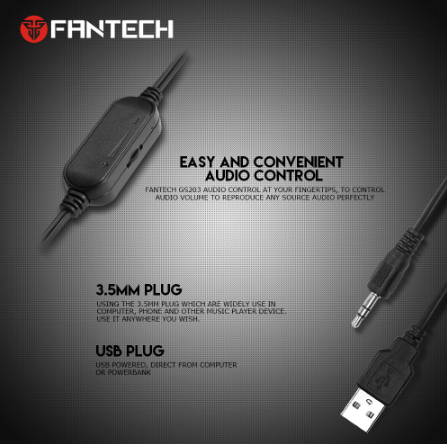 FANTECH
EASY AND CONVENIENT
AUDIO CONTROL
FANTECH GS203 AUDIO CONTROL AT YOUR FINGERTIPS, TO CONTROL
AUDIO VOLUME TO REPRODUCE ANY SOURCE AUDIO PERFECTLY
3.5MM PLUG
USING THE 3.5MM PLUG WHICH ARE WIDELY USE IN
COMPUTER, PHONE AND OTHER MUSIC PLAYER DEVICE.
USE IT ANYWHERE YOU WISH.
USB PLUG
USB POWERED, DIRECT FROM COMPUTER
OR POWERBANK